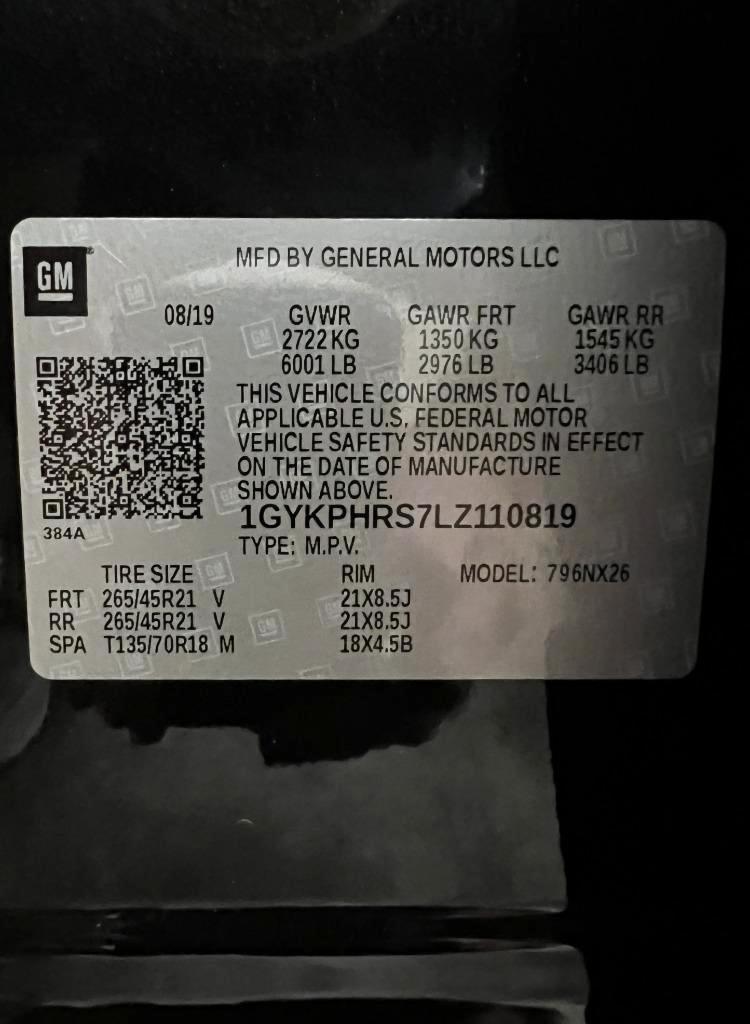 GM
MFD BY GENERAL MOTORS LLC
08/19 GVWR GAWR FRT GAWR RR
2722 KG 1350 KG 1545 KG
6001 LB 2976 LB 3406 LB
THIS VEHICLE CONFORMS TO ALL
APPLICABLE U.S. FEDERAL MOTOR
VEHICLE SAFETY STANDARDS IN EFFECT
ON THE DATE OF MANUFACTURE
SHOWN ABOVE.
1GYKPHRS7LZ110819
384A
TYPE: M.P.V.
TIRE SIZE RIM MODEL: 796NX26
FRT 265/45R21 V 21X8.5J
RR 265/45R21 V 21X8.5J
SPA T135/70R18 M 18X4.5B